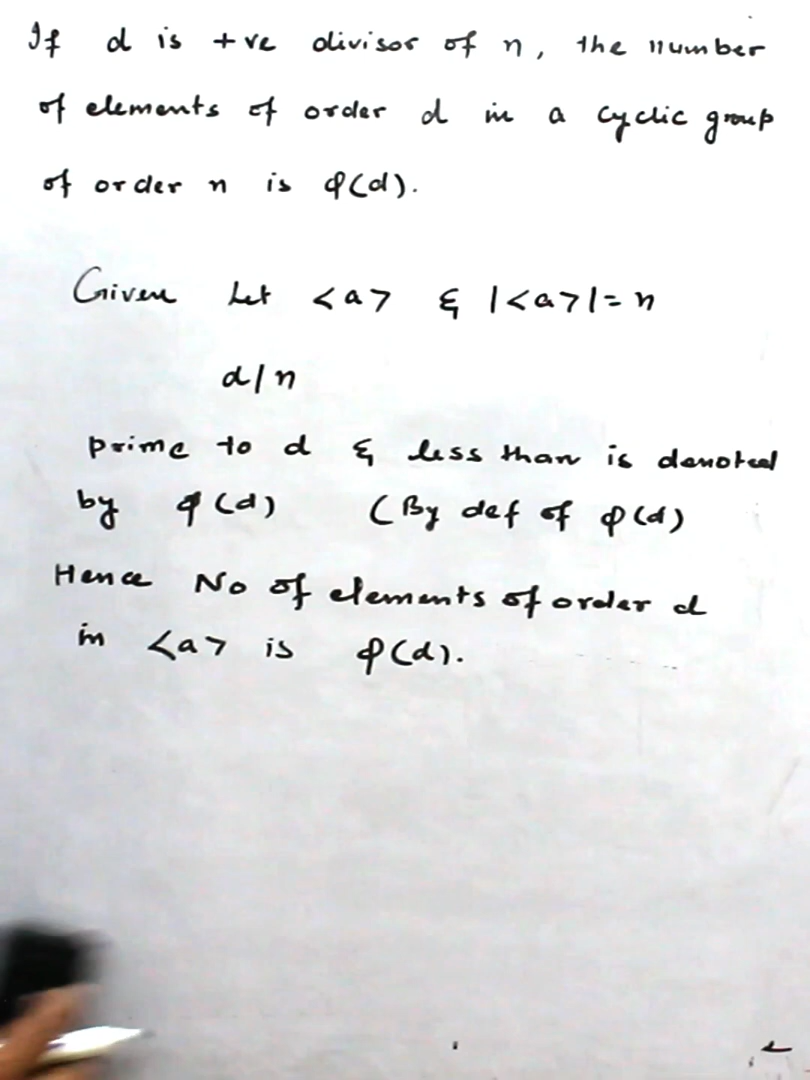 If d is +ve divisor of n, the number
of elements of order d in a cyclic group
of order n is φ(d).
Given Let <a> & |<a>|= n
d/n
prime to d & less than is denoted
by φ(d) (By def of φ(d)
Hence No of elements of order d
in <a> is φ(d).